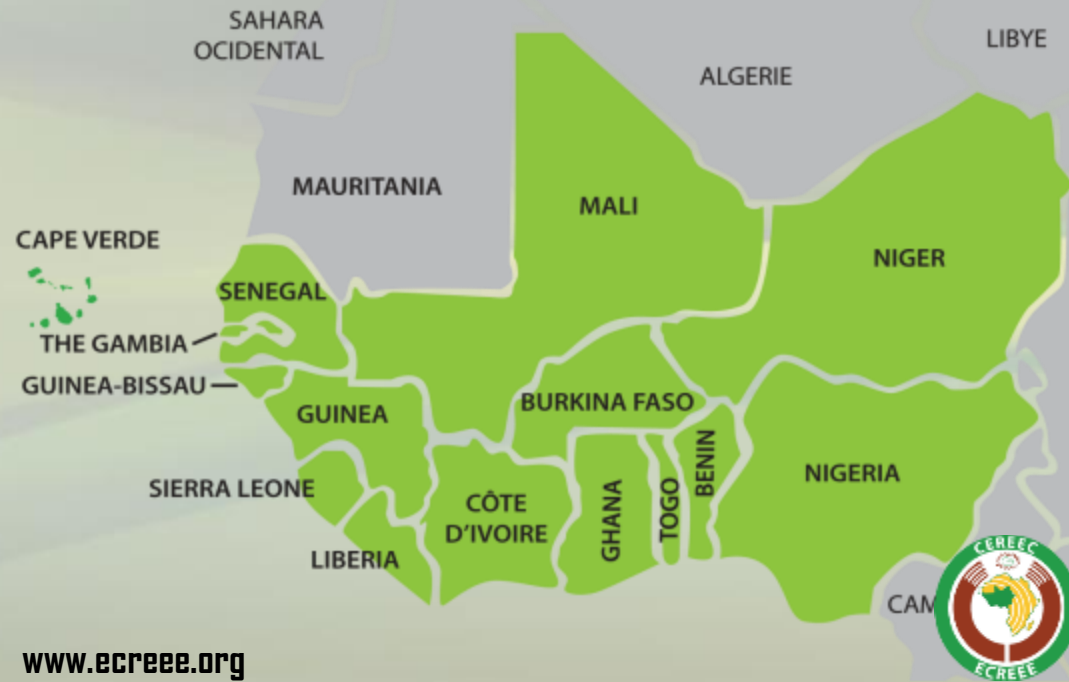 SAHARA
OCIDENTAL
LIBYE
ALGERIE
MAURITANIA
MALI
CAPE VERDE
NIGER
SENEGAL
THE GAMBIA
GUINEA-BISSAU
BURKINA FASO
GUINEA
BENIN
NIGERIA
SIERRA LEONE
CÔTE
D'IVOIRE
GHANA
TOGO
LIBERIA
CAM
CEREEC
ECREEE
www.ecreee.org